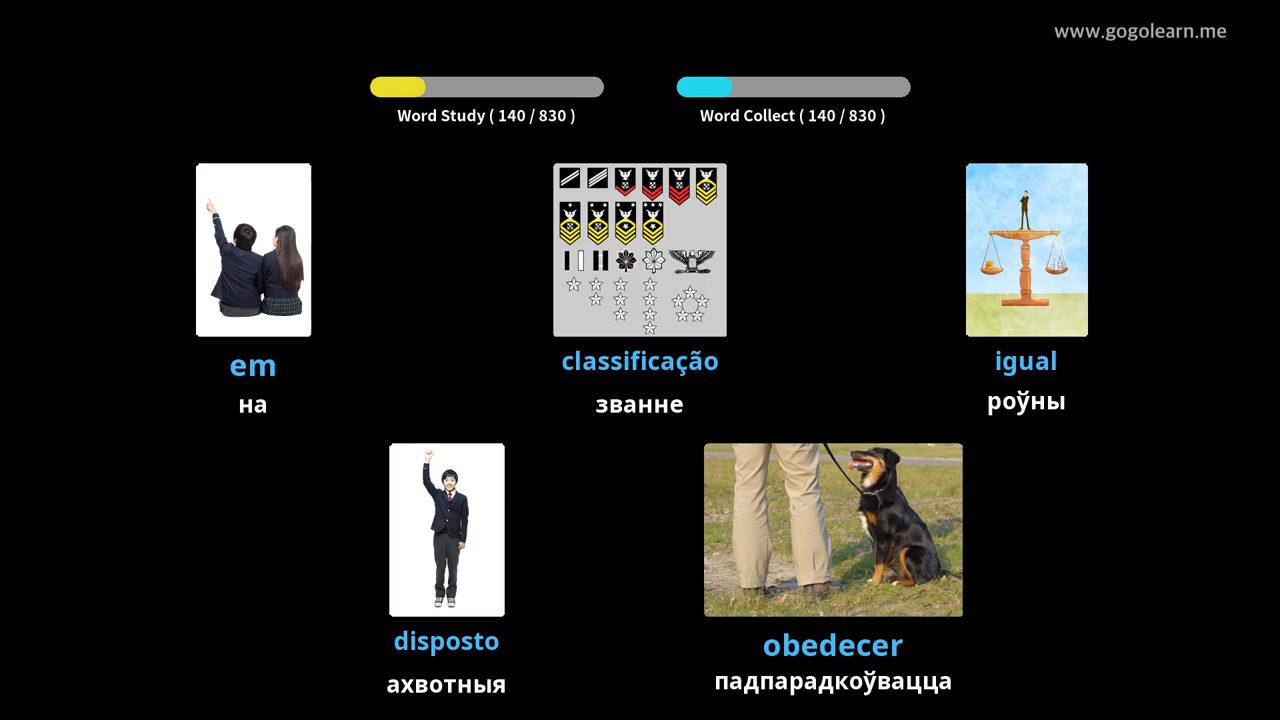 www.gogolearn.me
Word Study ( 140 / 830 )
Word Collect ( 140 / 830 )
em
на
classificação
званне
igual
роўны
disposto
ахвотныя
obedecer
падпарадкоўвацца